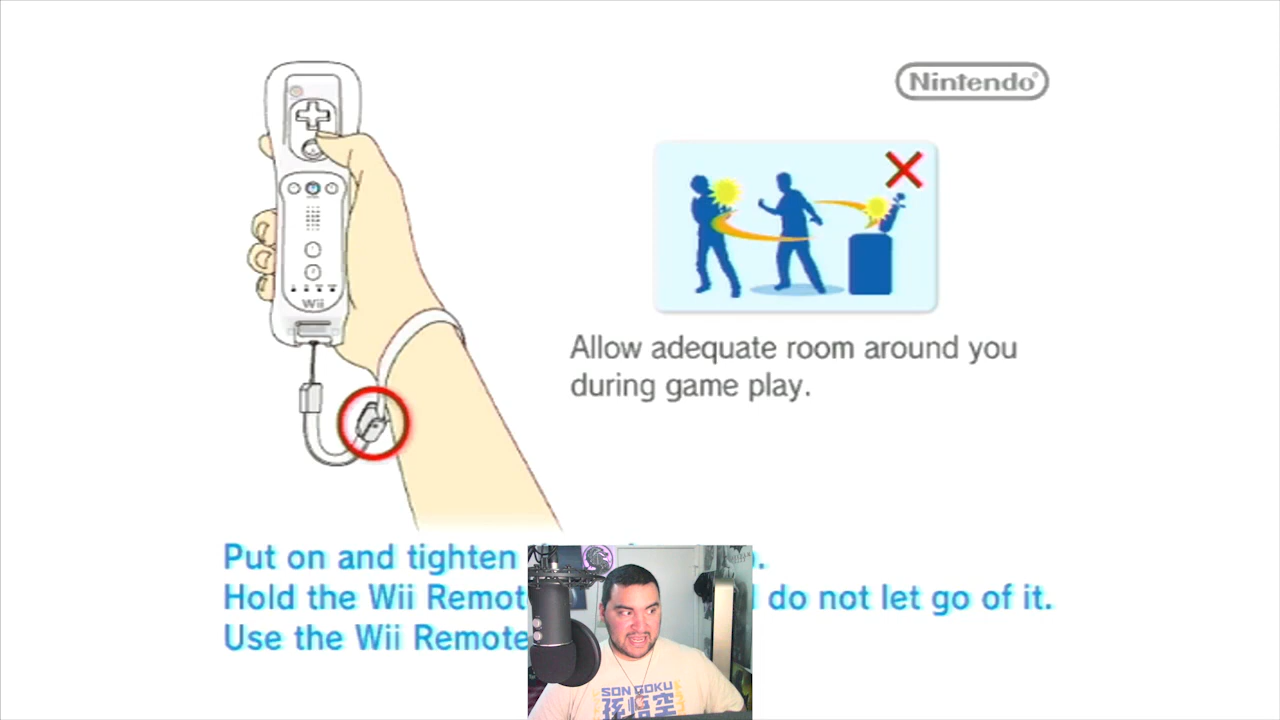 Nintendo®
Wii
Allow adequate room around you
during game play.
Put on and tighten
Hold the Wii Remot do not let go of it.
Use the Wii Remote
SON GOKU
孫悟空